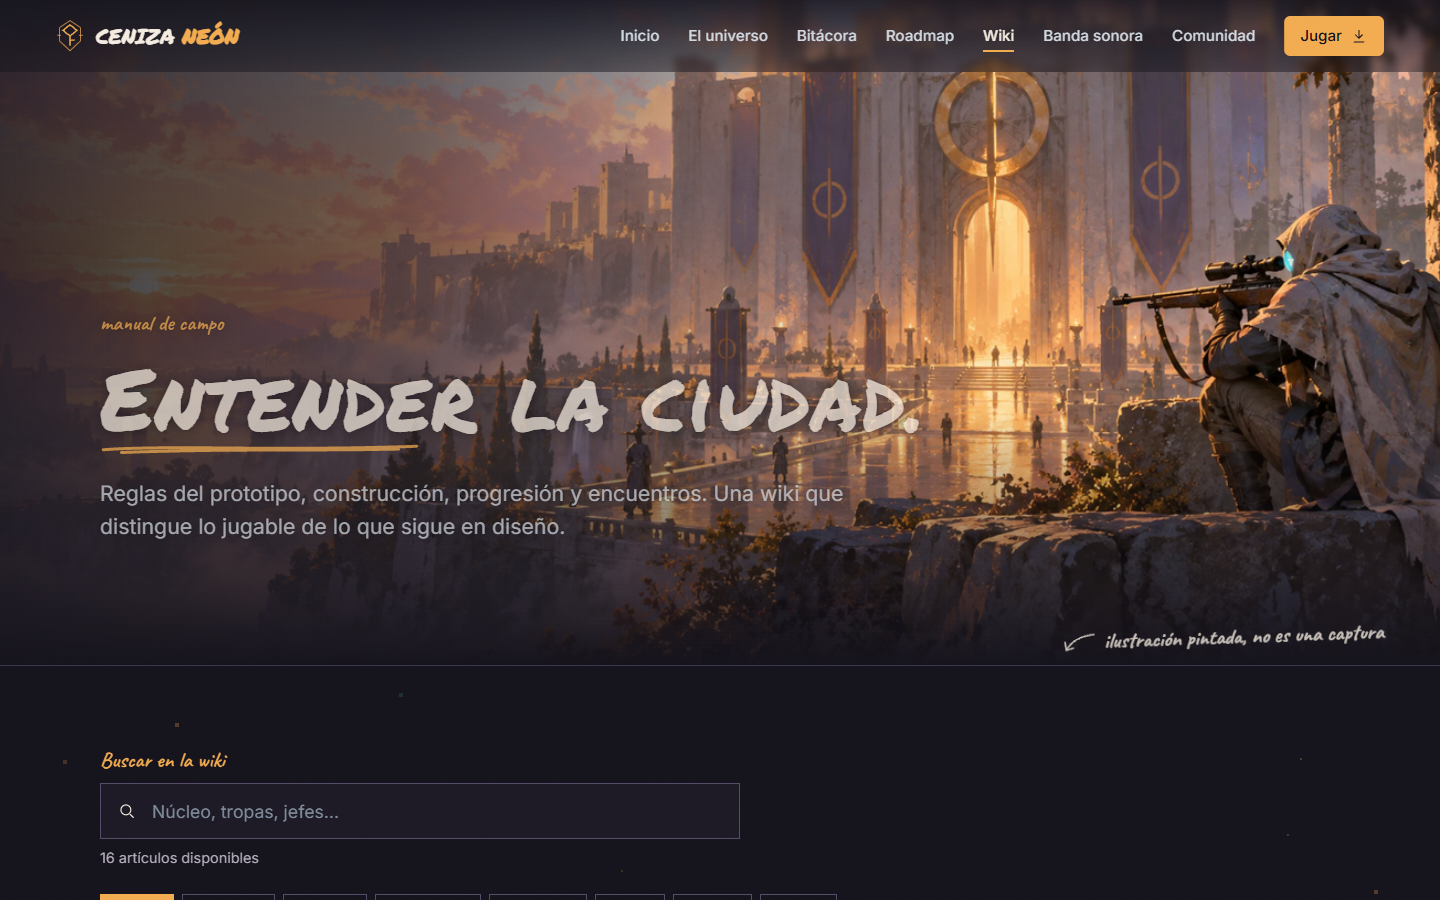 CENIZA NEÓN
Inicio El universo Bitácora Roadmap Wiki Banda sonora Comunidad Jugar
manual de campo
ENTENDER LA CIUDAD.
Reglas del prototipo, construcción, progresión y encuentros. Una wiki que
distingue lo jugable de lo que sigue en diseño.
ilustración pintada, no es una captura
Buscar en la wiki
Núcleo, tropas, jefes...
16 artículos disponibles